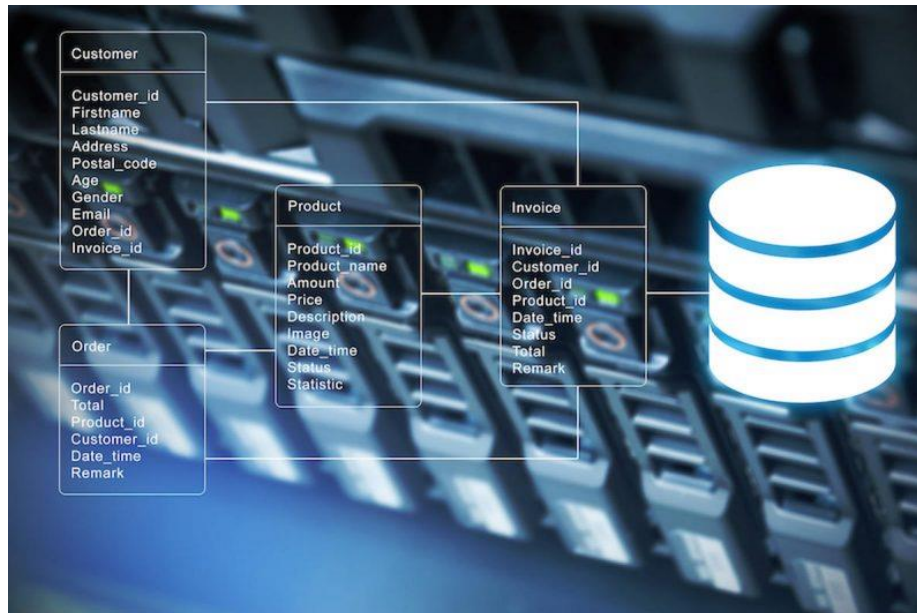 Customer
Customer_id
Firstname
Lastname
Address
Postal_code
Age
Gender
Email
Order_id
Invoice_id
Order
Order_id
Total
Product_id
Customer_id
Date_time
Remark
Product
Product_id
Product_name
Amount
Price
Description
Image
Date_time
Status
Statistic
Invoice
Invoice_id
Customer_id
Order_id
Product_id
Date_time
Status
Total
Remark